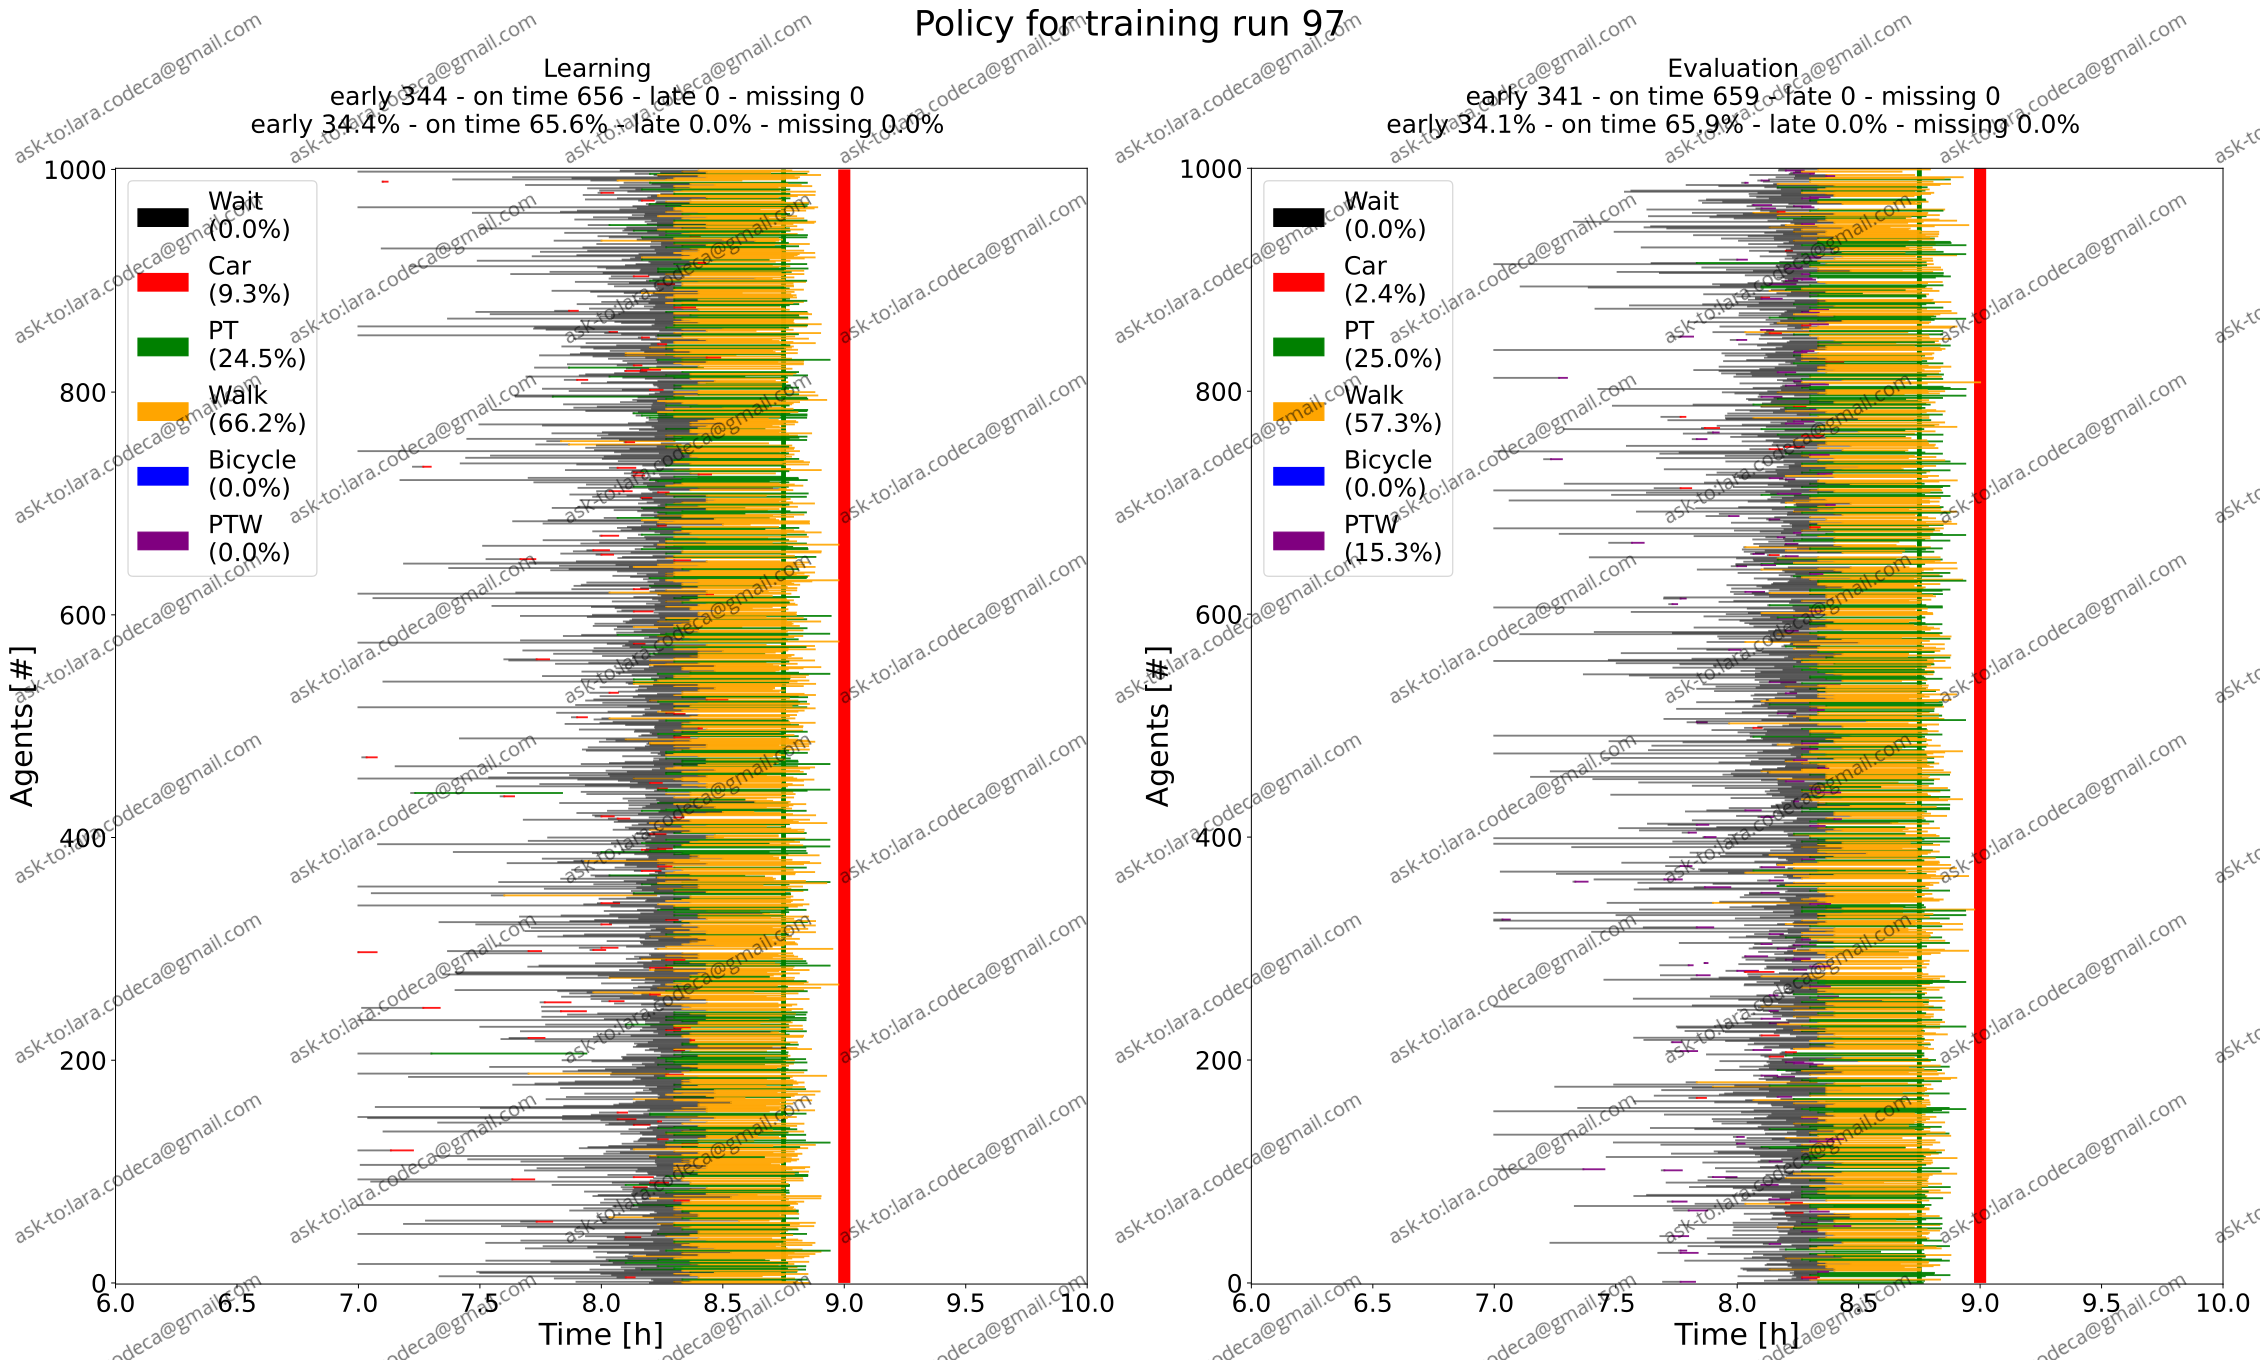 Policy for training run 97
Learning
early 344 - on time 656 - late 0 - missing 0
early 34.4% - on time 65.6% - late 0.0% - missing 0.0%
Wait
(0.0%)
Car
(9.3%)
PT
(24.5%)
Walk
(66.2%)
Bicycle
(0.0%)
PTW
(0.0%)
1000
800
600
400
200
0
Agents [#]
6.0 6.5 7.0 7.5 8.0 8.5 9.0 9.5 10.0
Time [h]
Evaluation
early 341 - on time 659 - late 0 - missing 0
early 34.1% - on time 65.9% - late 0.0% - missing 0.0%
Wait
(0.0%)
Car
(2.4%)
PT
(25.0%)
Walk
(57.3%)
Bicycle
(0.0%)
PTW
(15.3%)
1000
800
600
400
200
0
Agents [#]
6.0 6.5 7.0 7.5 8.0 8.5 9.0 9.5 10.0
Time [h]
ask-to:lara.codeca@gmail.com